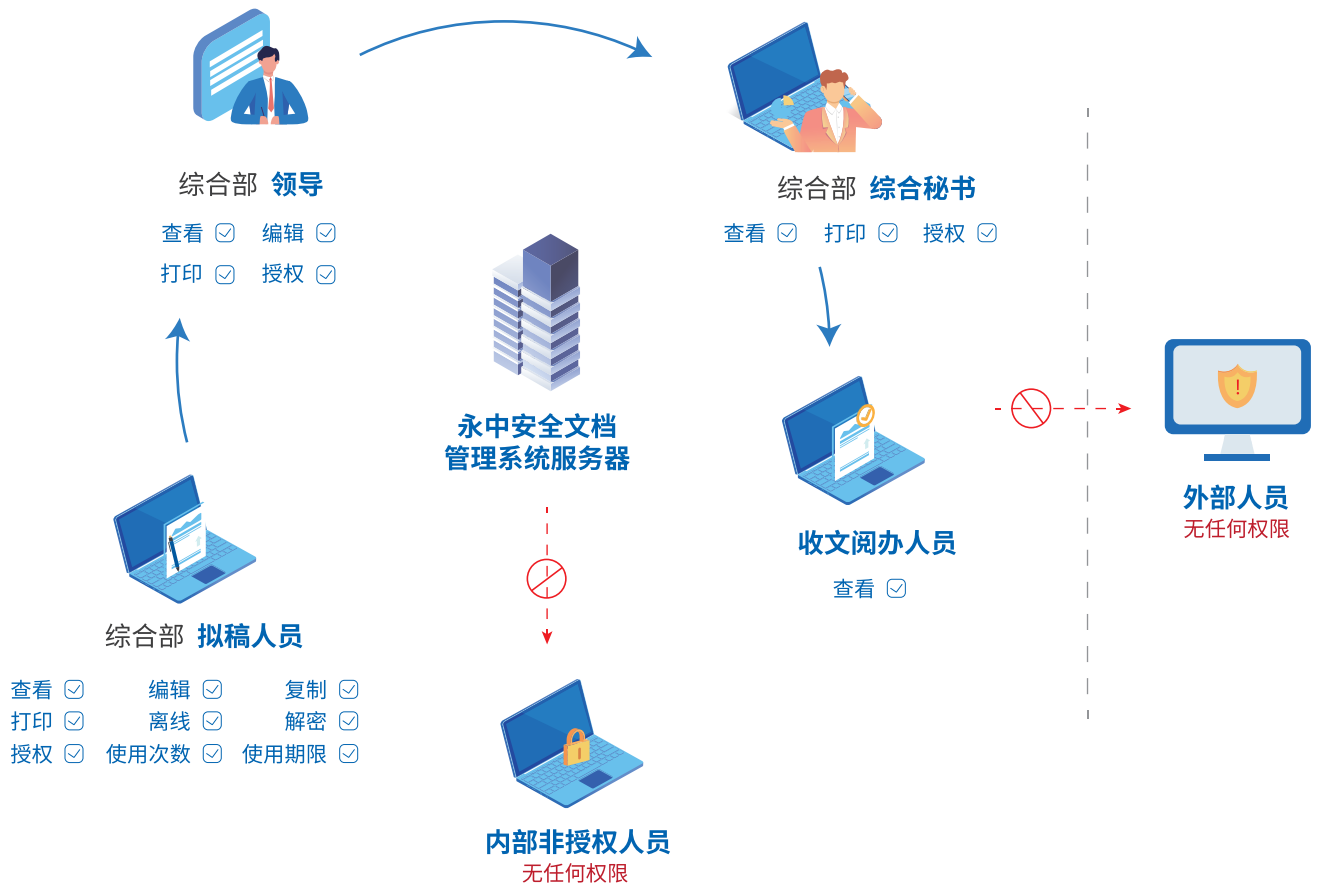 综合部 领导
查看 编辑
打印 授权
综合部 综合秘书
查看 打印 授权
永中安全文档
管理系统服务器
收文阅办人员
查看
外部人员
无任何权限
综合部 拟稿人员
查看 编辑 复制
打印 离线 解密
授权 使用次数 使用期限
内部非授权人员
无任何权限